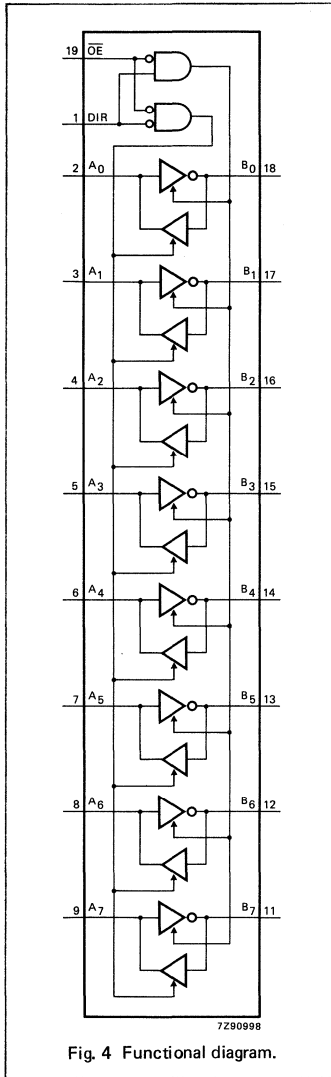 19 O̅E̅
1 DIR
2 A0 B0 18
3 A1 B1 17
4 A2 B2 16
5 A3 B3 15
6 A4 B4 14
7 A5 B5 13
8 A6 B6 12
9 A7 B7 11
7Z90998
Fig. 4 Functional diagram.